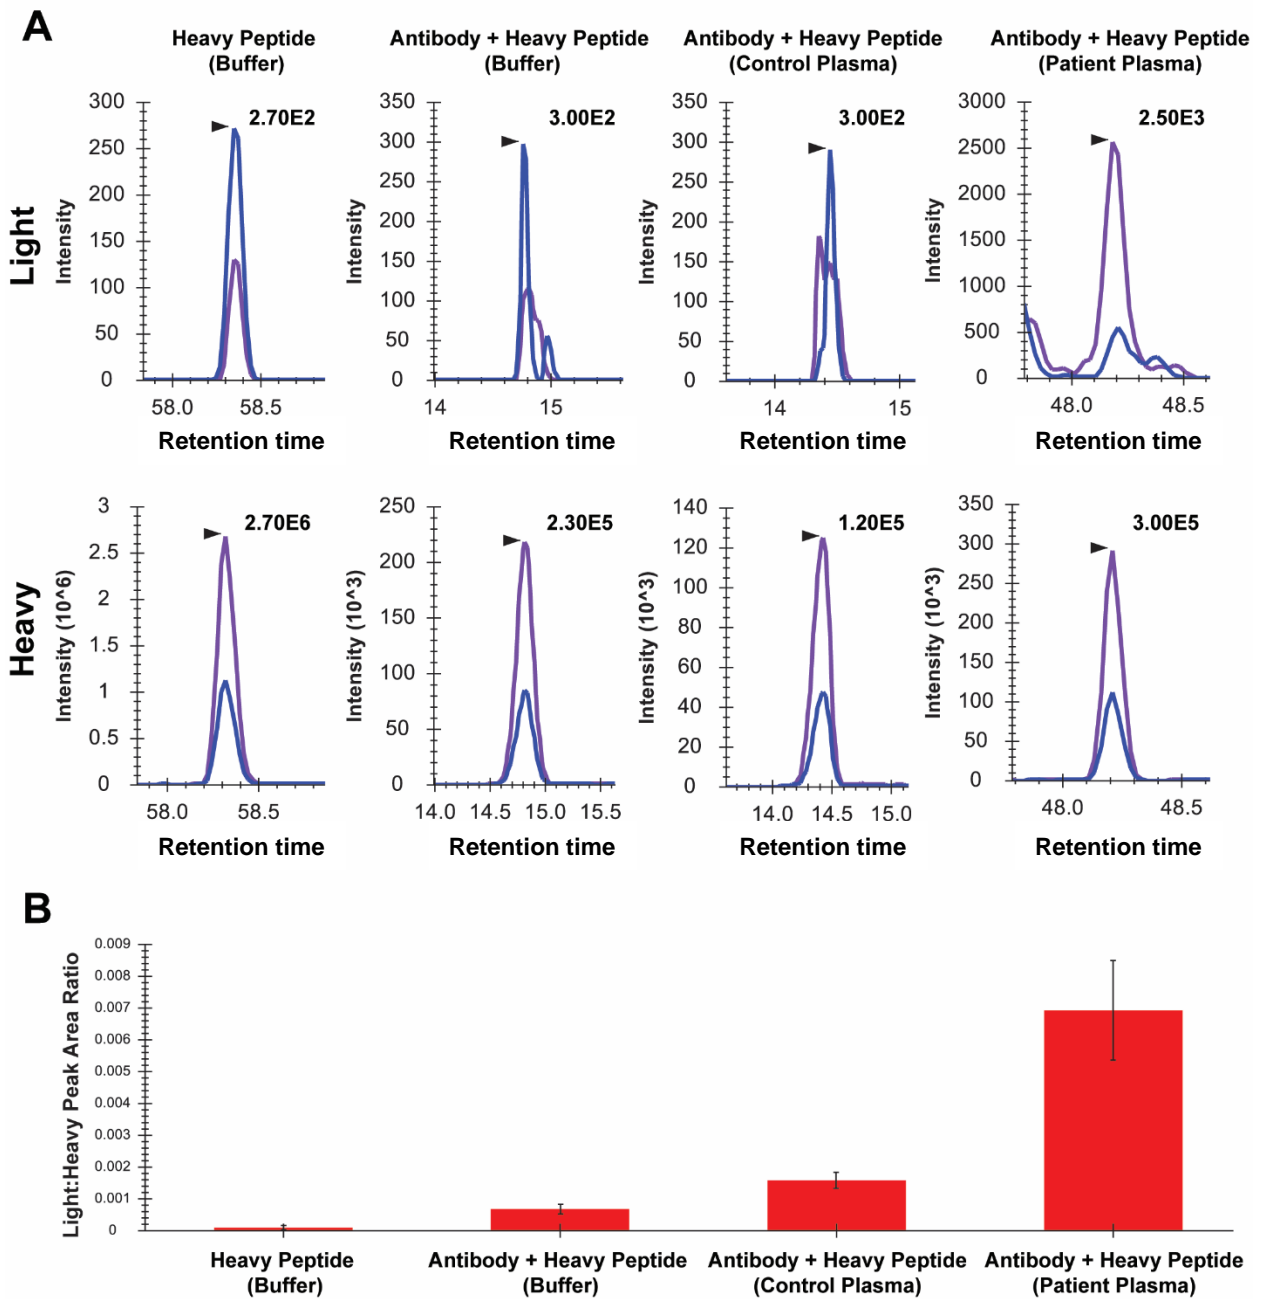 A
Heavy Peptide
(Buffer)
Antibody + Heavy Peptide
(Buffer)
Antibody + Heavy Peptide
(Control Plasma)
Antibody + Heavy Peptide
(Patient Plasma)
Light
Intensity
300
250
200
150
100
50
0
2.70E2
58.0 58.5
Retention time
Intensity
350
300
250
200
150
100
50
0
3.00E2
14 15
Retention time
Intensity
350
300
250
200
150
100
50
0
3.00E2
14 15
Retention time
Intensity
3000
2500
2000
1500
1000
500
0
2.50E3
48.0 48.5
Retention time
Heavy
Intensity (10^6)
3
2.5
2
1.5
1
0.5
0
2.70E6
58.0 58.5
Retention time
Intensity (10^3)
250
200
150
100
50
0
2.30E5
14.0 14.5 15.0 15.5
Retention time
Intensity (10^3)
140
120
100
80
60
40
20
0
1.20E5
14.0 14.5 15.0
Retention time
Intensity (10^3)
350
300
250
200
150
100
50
0
3.00E5
48.0 48.5
Retention time
B
Light:Heavy Peak Area Ratio
0.009
0.008
0.007
0.006
0.005
0.004
0.003
0.002
0.001
0
Heavy Peptide
(Buffer)
Antibody + Heavy Peptide
(Buffer)
Antibody + Heavy Peptide
(Control Plasma)
Antibody + Heavy Peptide
(Patient Plasma)